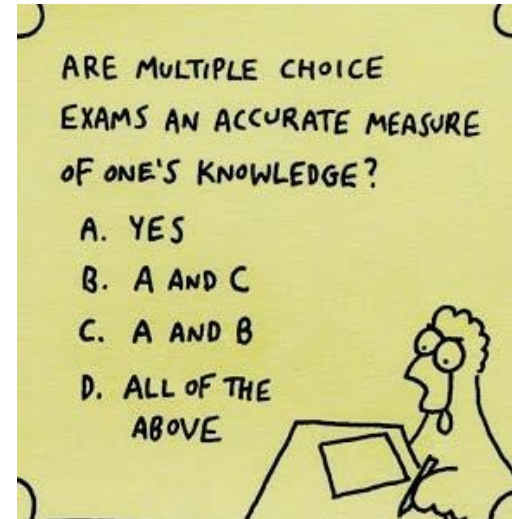 ARE MULTIPLE CHOICE
EXAMS AN ACCURATE MEASURE
OF ONE'S KNOWLEDGE?
A. YES
B. A AND C
C. A AND B
D. ALL OF THE
ABOVE